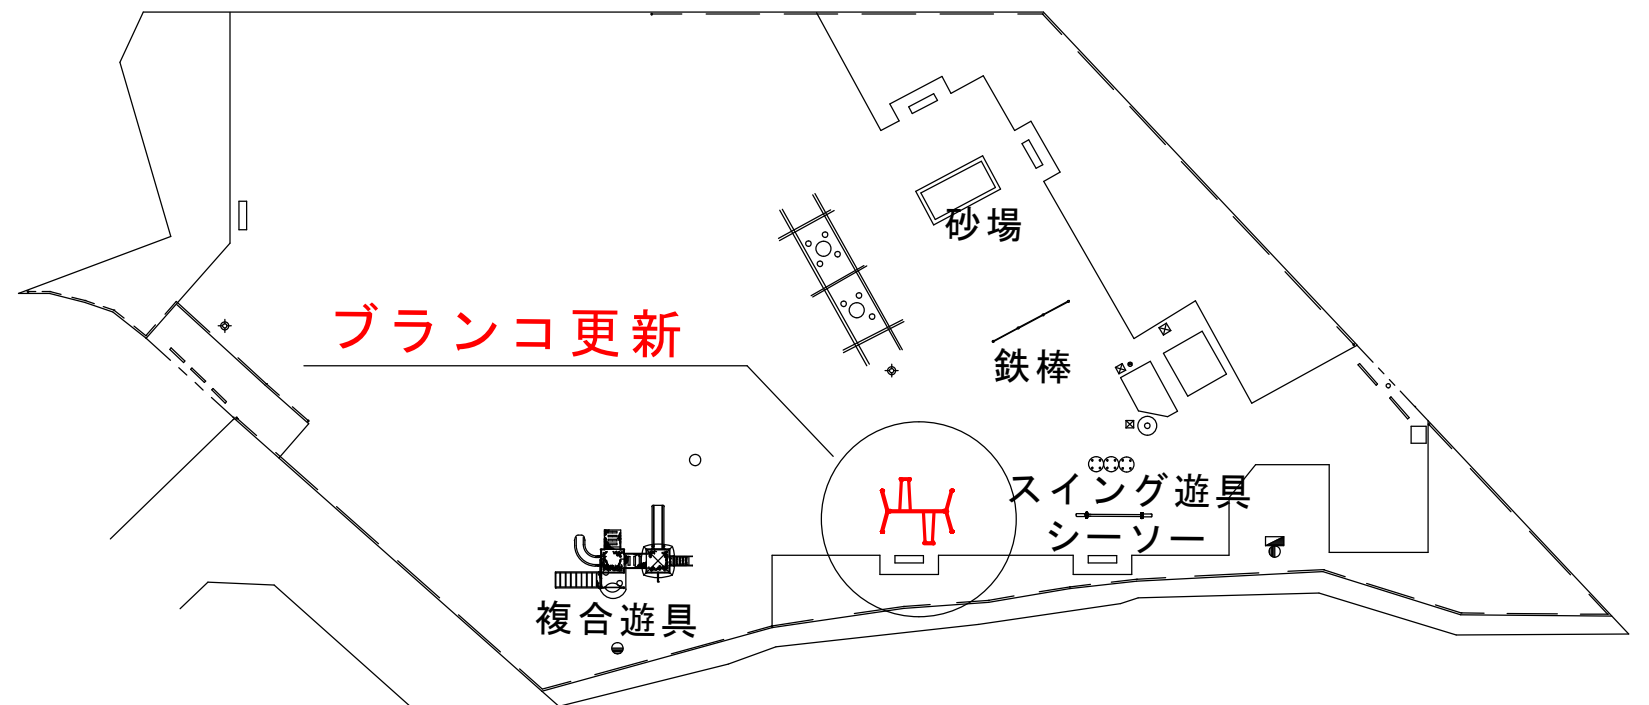 砂場
ブランコ更新
鉄棒
スイング遊具
シーソー
複合遊具